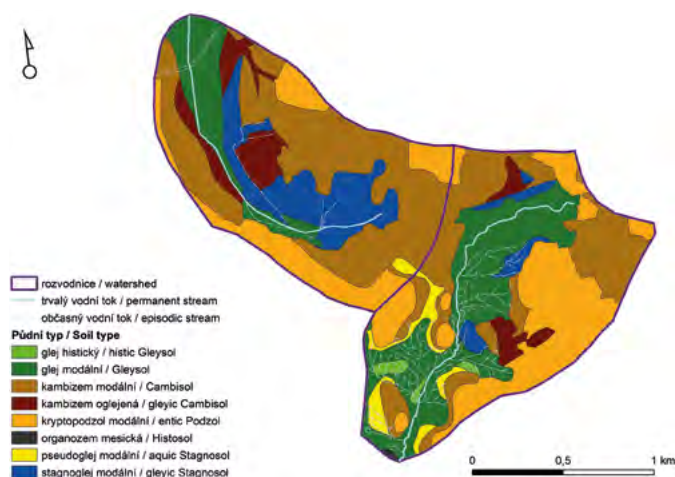 rozvodnice / watershed
trvalý vodní tok / permanent stream
občasný vodní tok / episodic stream
Půdní typ / Soil type
glej histický / histic Gleysol
glej modální / Gleysol
kambizem modální / Cambisol
kambizem oglejená / gleyic Cambisol
kryptopodzol modální / entic Podzol
organozem mesická / Histosol
pseudoglej modální / aquic Stagnosol
stagnoglej modální / gleyic Stagnosol
0 0,5 1 km